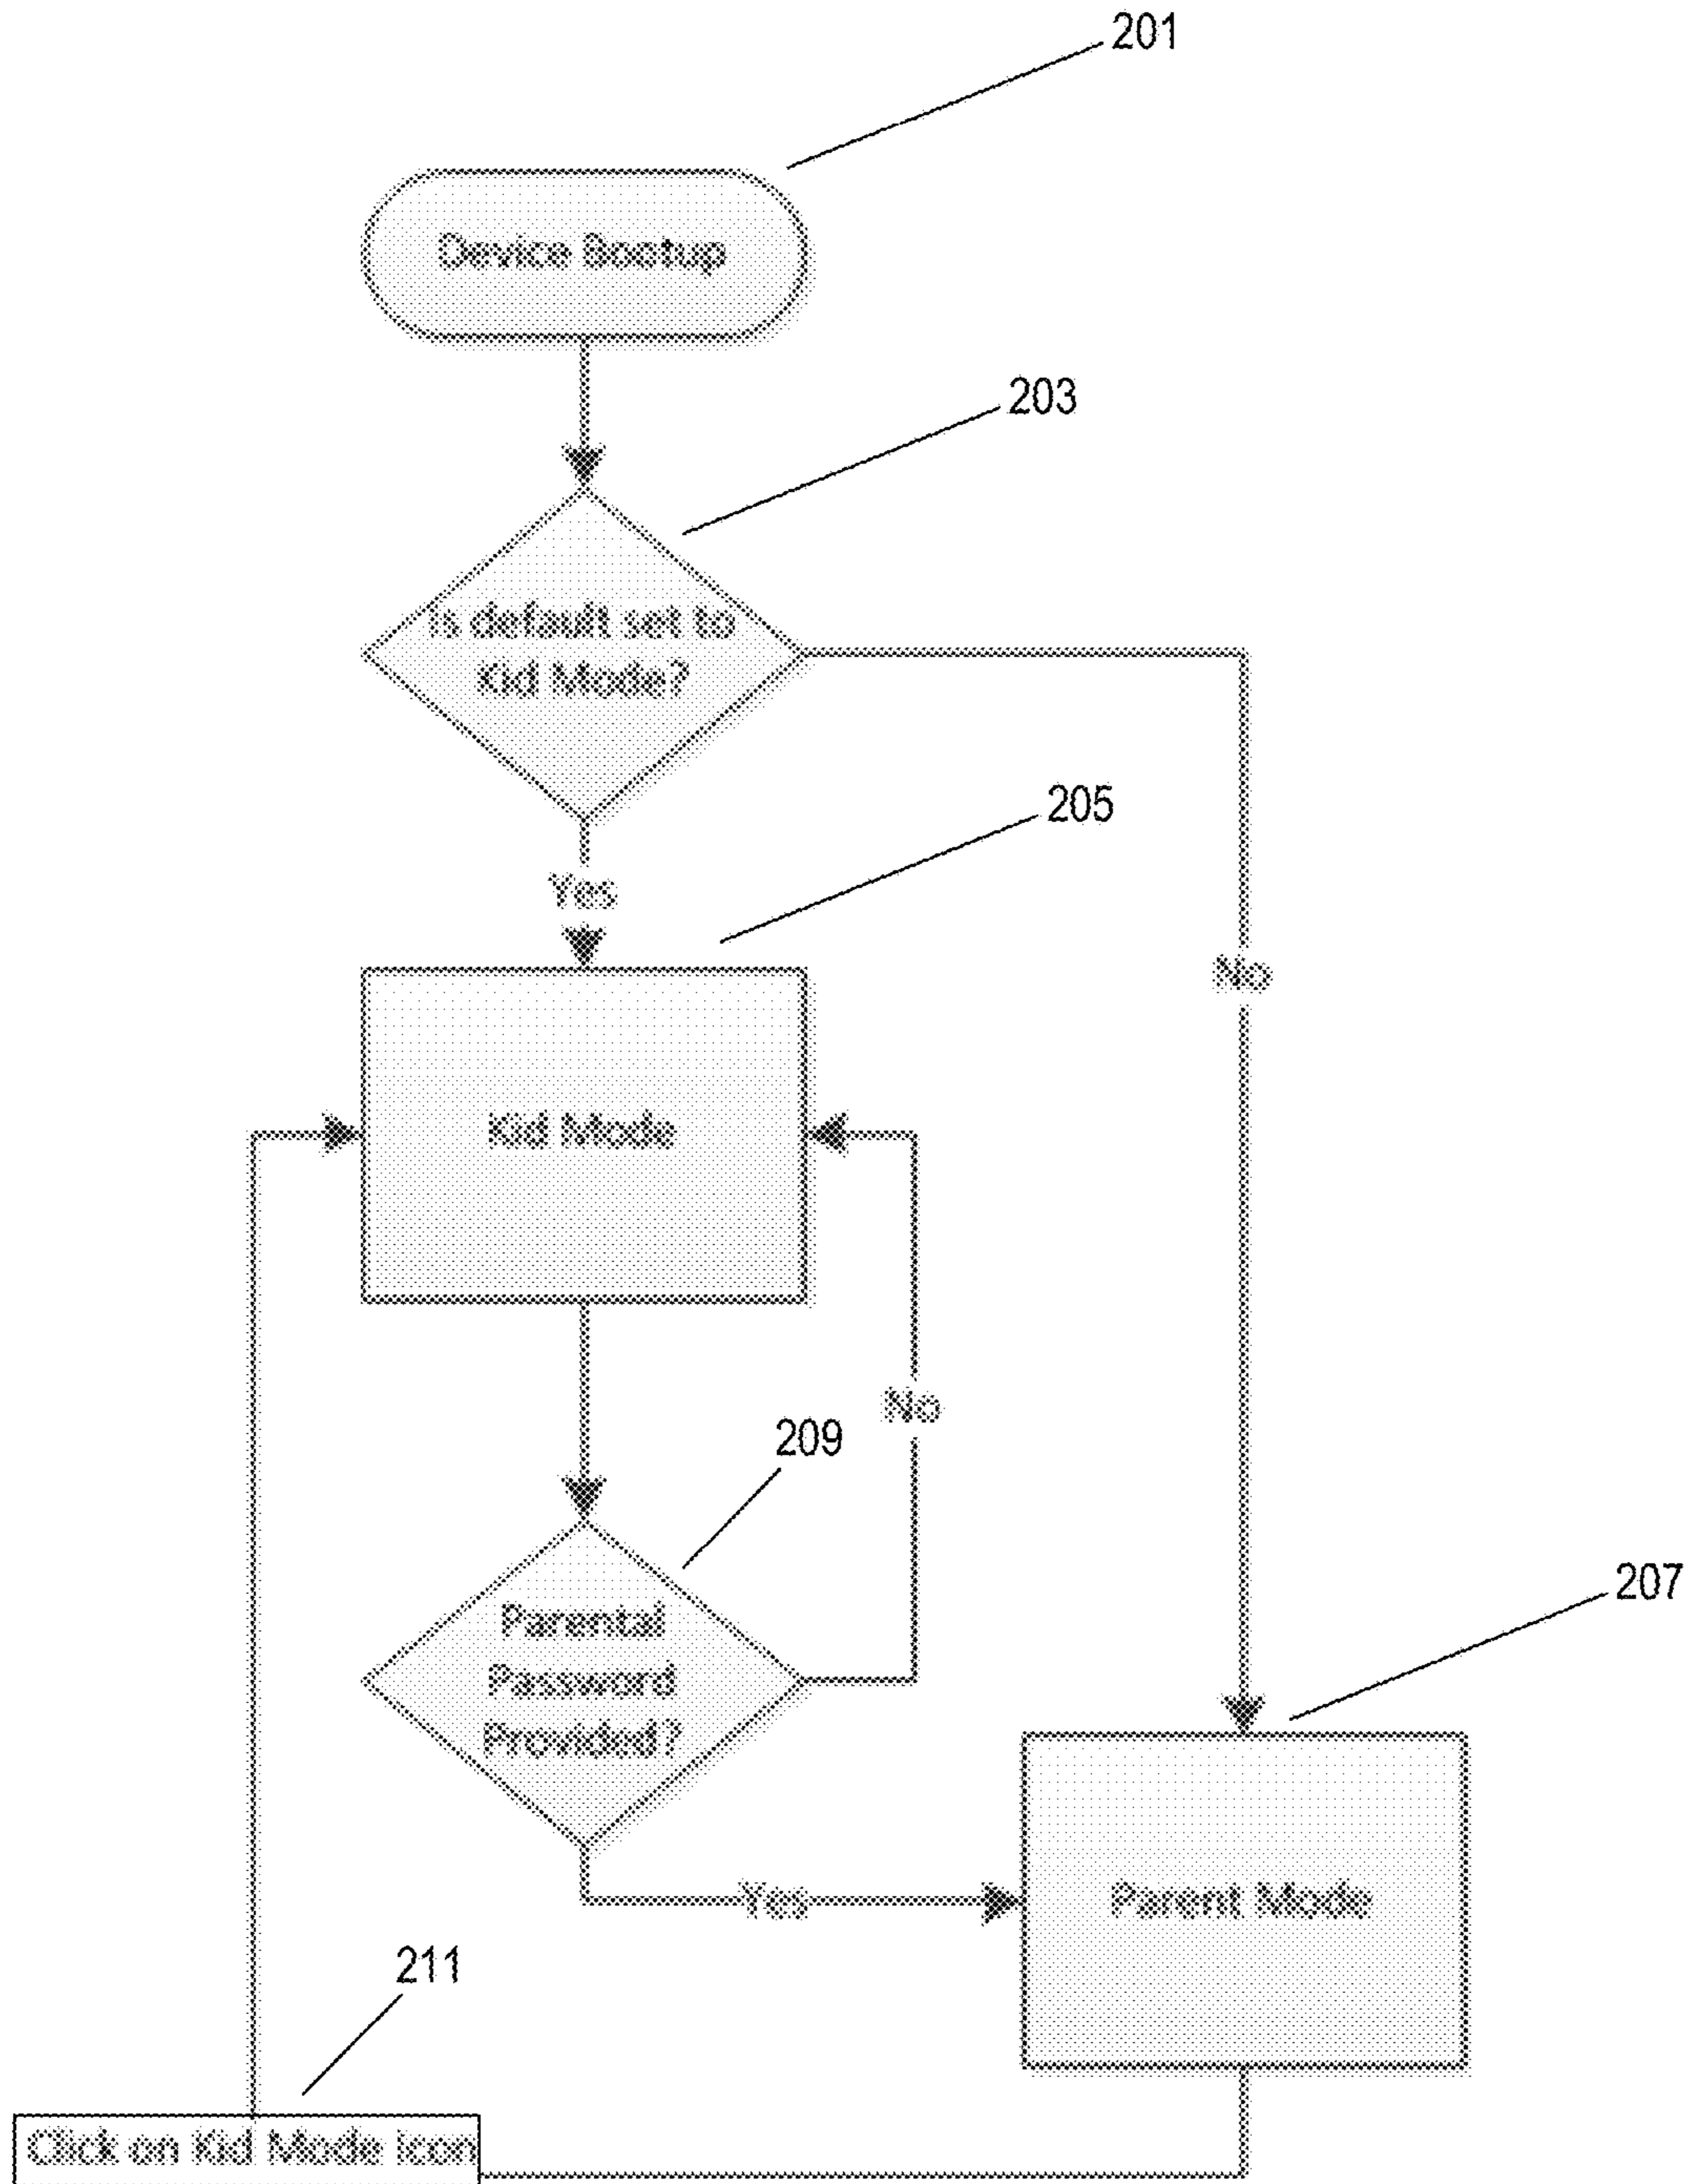 201
Device Bootup
203
Is default set to
Kid Mode?
205
Yes
No
Kid Mode
No
209
207
Parental
Password
Provided?
Yes
Parent Mode
211
Click on Kid Mode icon